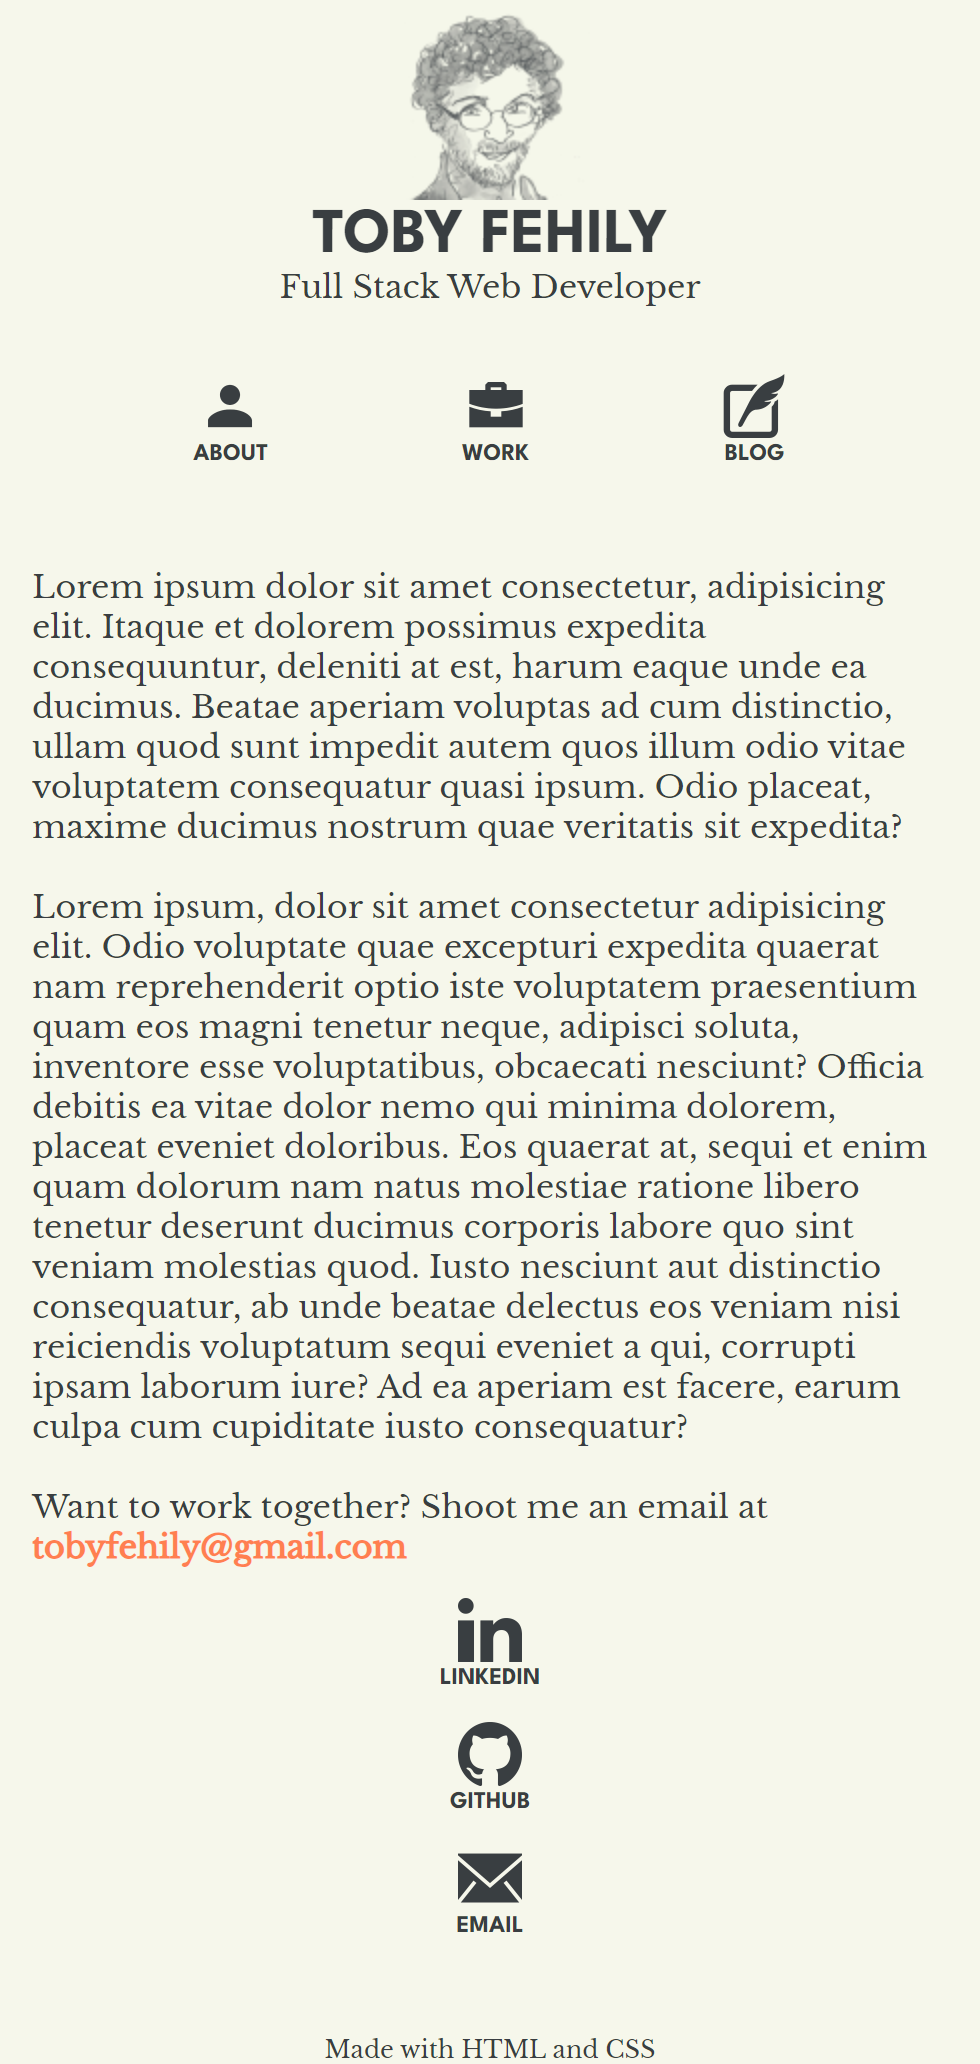 TOBY FEHILY
Full Stack Web Developer
ABOUT
WORK
BLOG
Lorem ipsum dolor sit amet consectetur, adipisicing
elit. Itaque et dolorem possimus expedita
consequuntur, deleniti at est, harum eaque unde ea
ducimus. Beatae aperiam voluptas ad cum distinctio,
ullam quod sunt impedit autem quos illum odio vitae
voluptatem consequatur quasi ipsum. Odio placeat,
maxime ducimus nostrum quae veritatis sit expedita?
Lorem ipsum, dolor sit amet consectetur adipisicing
elit. Odio voluptate quae excepturi expedita quaerat
nam reprehenderit optio iste voluptatem praesentium
quam eos magni tenetur neque, adipisci soluta,
inventore esse voluptatibus, obcaecati nesciunt? Officia
debitis ea vitae dolor nemo qui minima dolorem,
placeat eveniet doloribus. Eos quaerat at, sequi et enim
quam dolorum nam natus molestiae ratione libero
tenetur deserunt ducimus corporis labore quo sint
veniam molestias quod. Iusto nesciunt aut distinctio
consequatur, ab unde beatae delectus eos veniam nisi
reiciendis voluptatum sequi eveniet a qui, corrupti
ipsam laborum iure? Ad ea aperiam est facere, earum
culpa cum cupiditate iusto consequatur?
Want to work together? Shoot me an email at
tobyfehily@gmail.com
LINKEDIN
GITHUB
EMAIL
Made with HTML and CSS